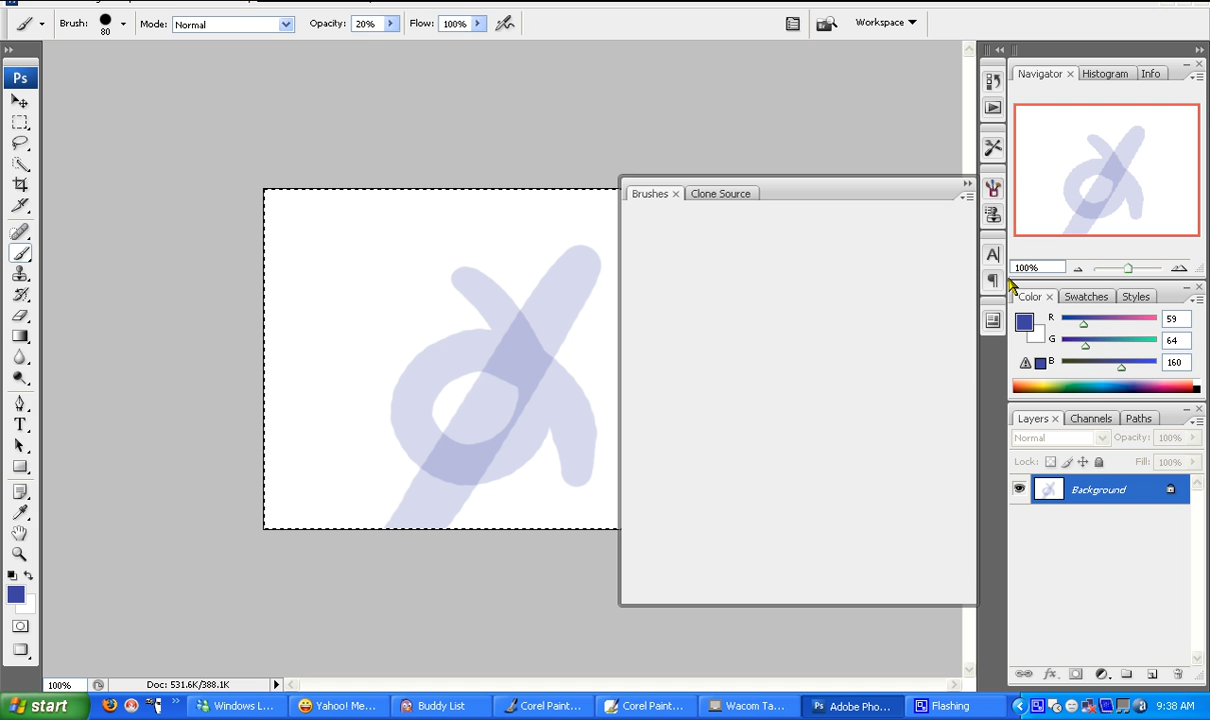 Brush: 80 Mode: Normal Opacity: 20% Flow: 100% Workspace
Ps
Navigator Histogram Info
100%
Brushes Clone Source
A
Color Swatches Styles
R 59
G 64
B 160
Layers Channels Paths
Normal Opacity: 100%
Lock: Fill: 100%
Background
T
100% Doc: 531.6K/388.1K
start Windows L... Yahoo! Me... Buddy List Corel Paint... Corel Paint... Wacom Ta... Ps Adobe Pho... Flashing 9:38 AM